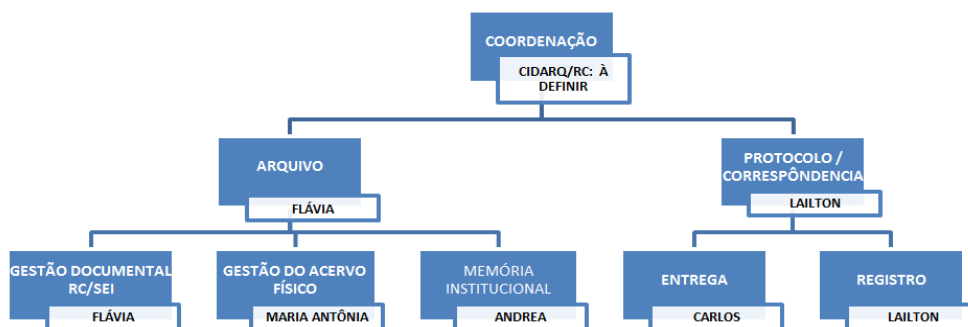 COORDENAÇÃO
CIDARQ/RC: À
DEFINIR
ARQUIVO
FLÁVIA
PROTOCOLO /
CORRESPÔNDENCIA
LAILTON
GESTÃO DOCUMENTAL
RC/SEI
FLÁVIA
GESTÃO DO ACERVO
FÍSICO
MARIA ANTÔNIA
MEMÓRIA
INSTITUCIONAL
ANDREA
ENTREGA
CARLOS
REGISTRO
LAILTON